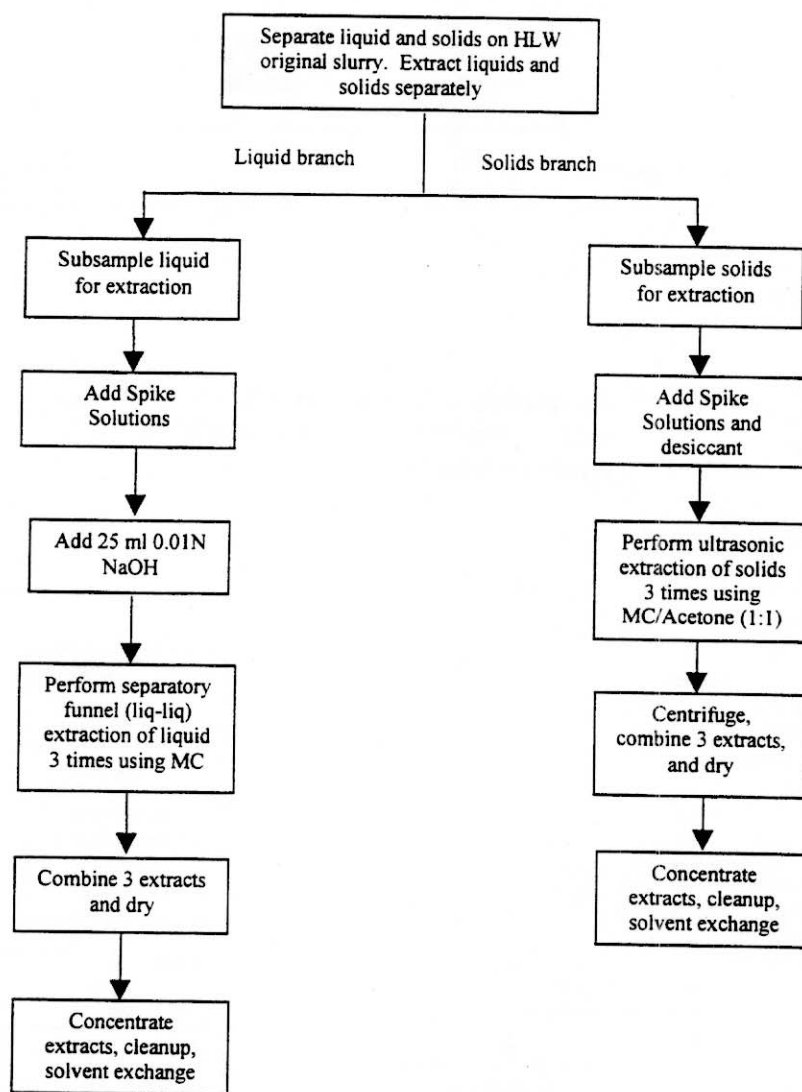 Separate liquid and solids on HLW
original slurry. Extract liquids and
solids separately
Liquid branch
Solids branch
Subsample liquid
for extraction
Add Spike
Solutions
Add 25 ml 0.01N
NaOH
Perform separatory
funnel (liq-liq)
extraction of liquid
3 times using MC
Combine 3 extracts
and dry
Concentrate
extracts, cleanup,
solvent exchange
Subsample solids
for extraction
Add Spike
Solutions and
desiccant
Perform ultrasonic
extraction of solids
3 times using
MC/Acetone (1:1)
Centrifuge,
combine 3 extracts,
and dry
Concentrate
extracts, cleanup,
solvent exchange